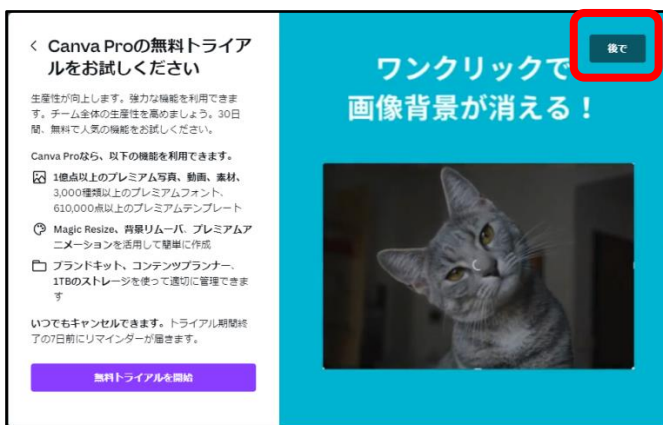 < Canva Proの無料トライア
ルをお試しください
生産性が向上します。強力な機能を利用できま
す。チーム全体の生産性を高めましょう。30日
間、無料で人気の機能をお試しください。
Canva Proなら、以下の機能を利用できます。
1億点以上のプレミアム写真、動画、素材、
3,000種類以上のプレミアムフォント、
610,000点以上のプレミアムテンプレート
Magic Resize、背景リムーバ、プレミアムア
ニメーションを活用して簡単に作成
ブランドキット、コンテンツプランナー、
1TBのストレージを使って適切に管理できま
す
いつでもキャンセルできます。トライアル期間終
了の7日前にリマインダーが届きます。
無料トライアルを開始
後で
ワンクリックで
画像背景が消える！